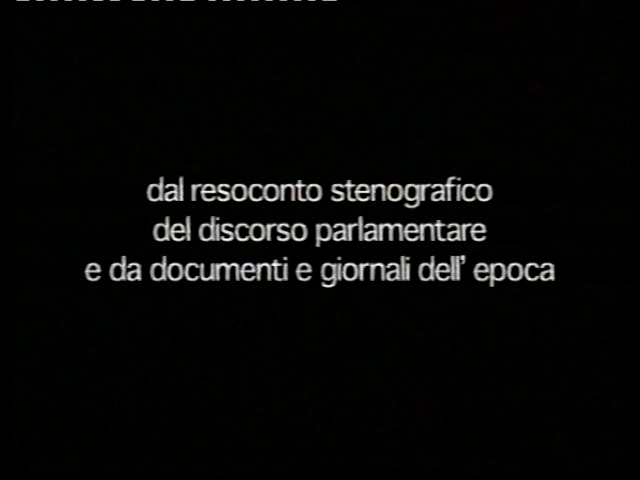 dal resoconto stenografico
del discorso parlamentare
e da documenti e giornali dell' epoca